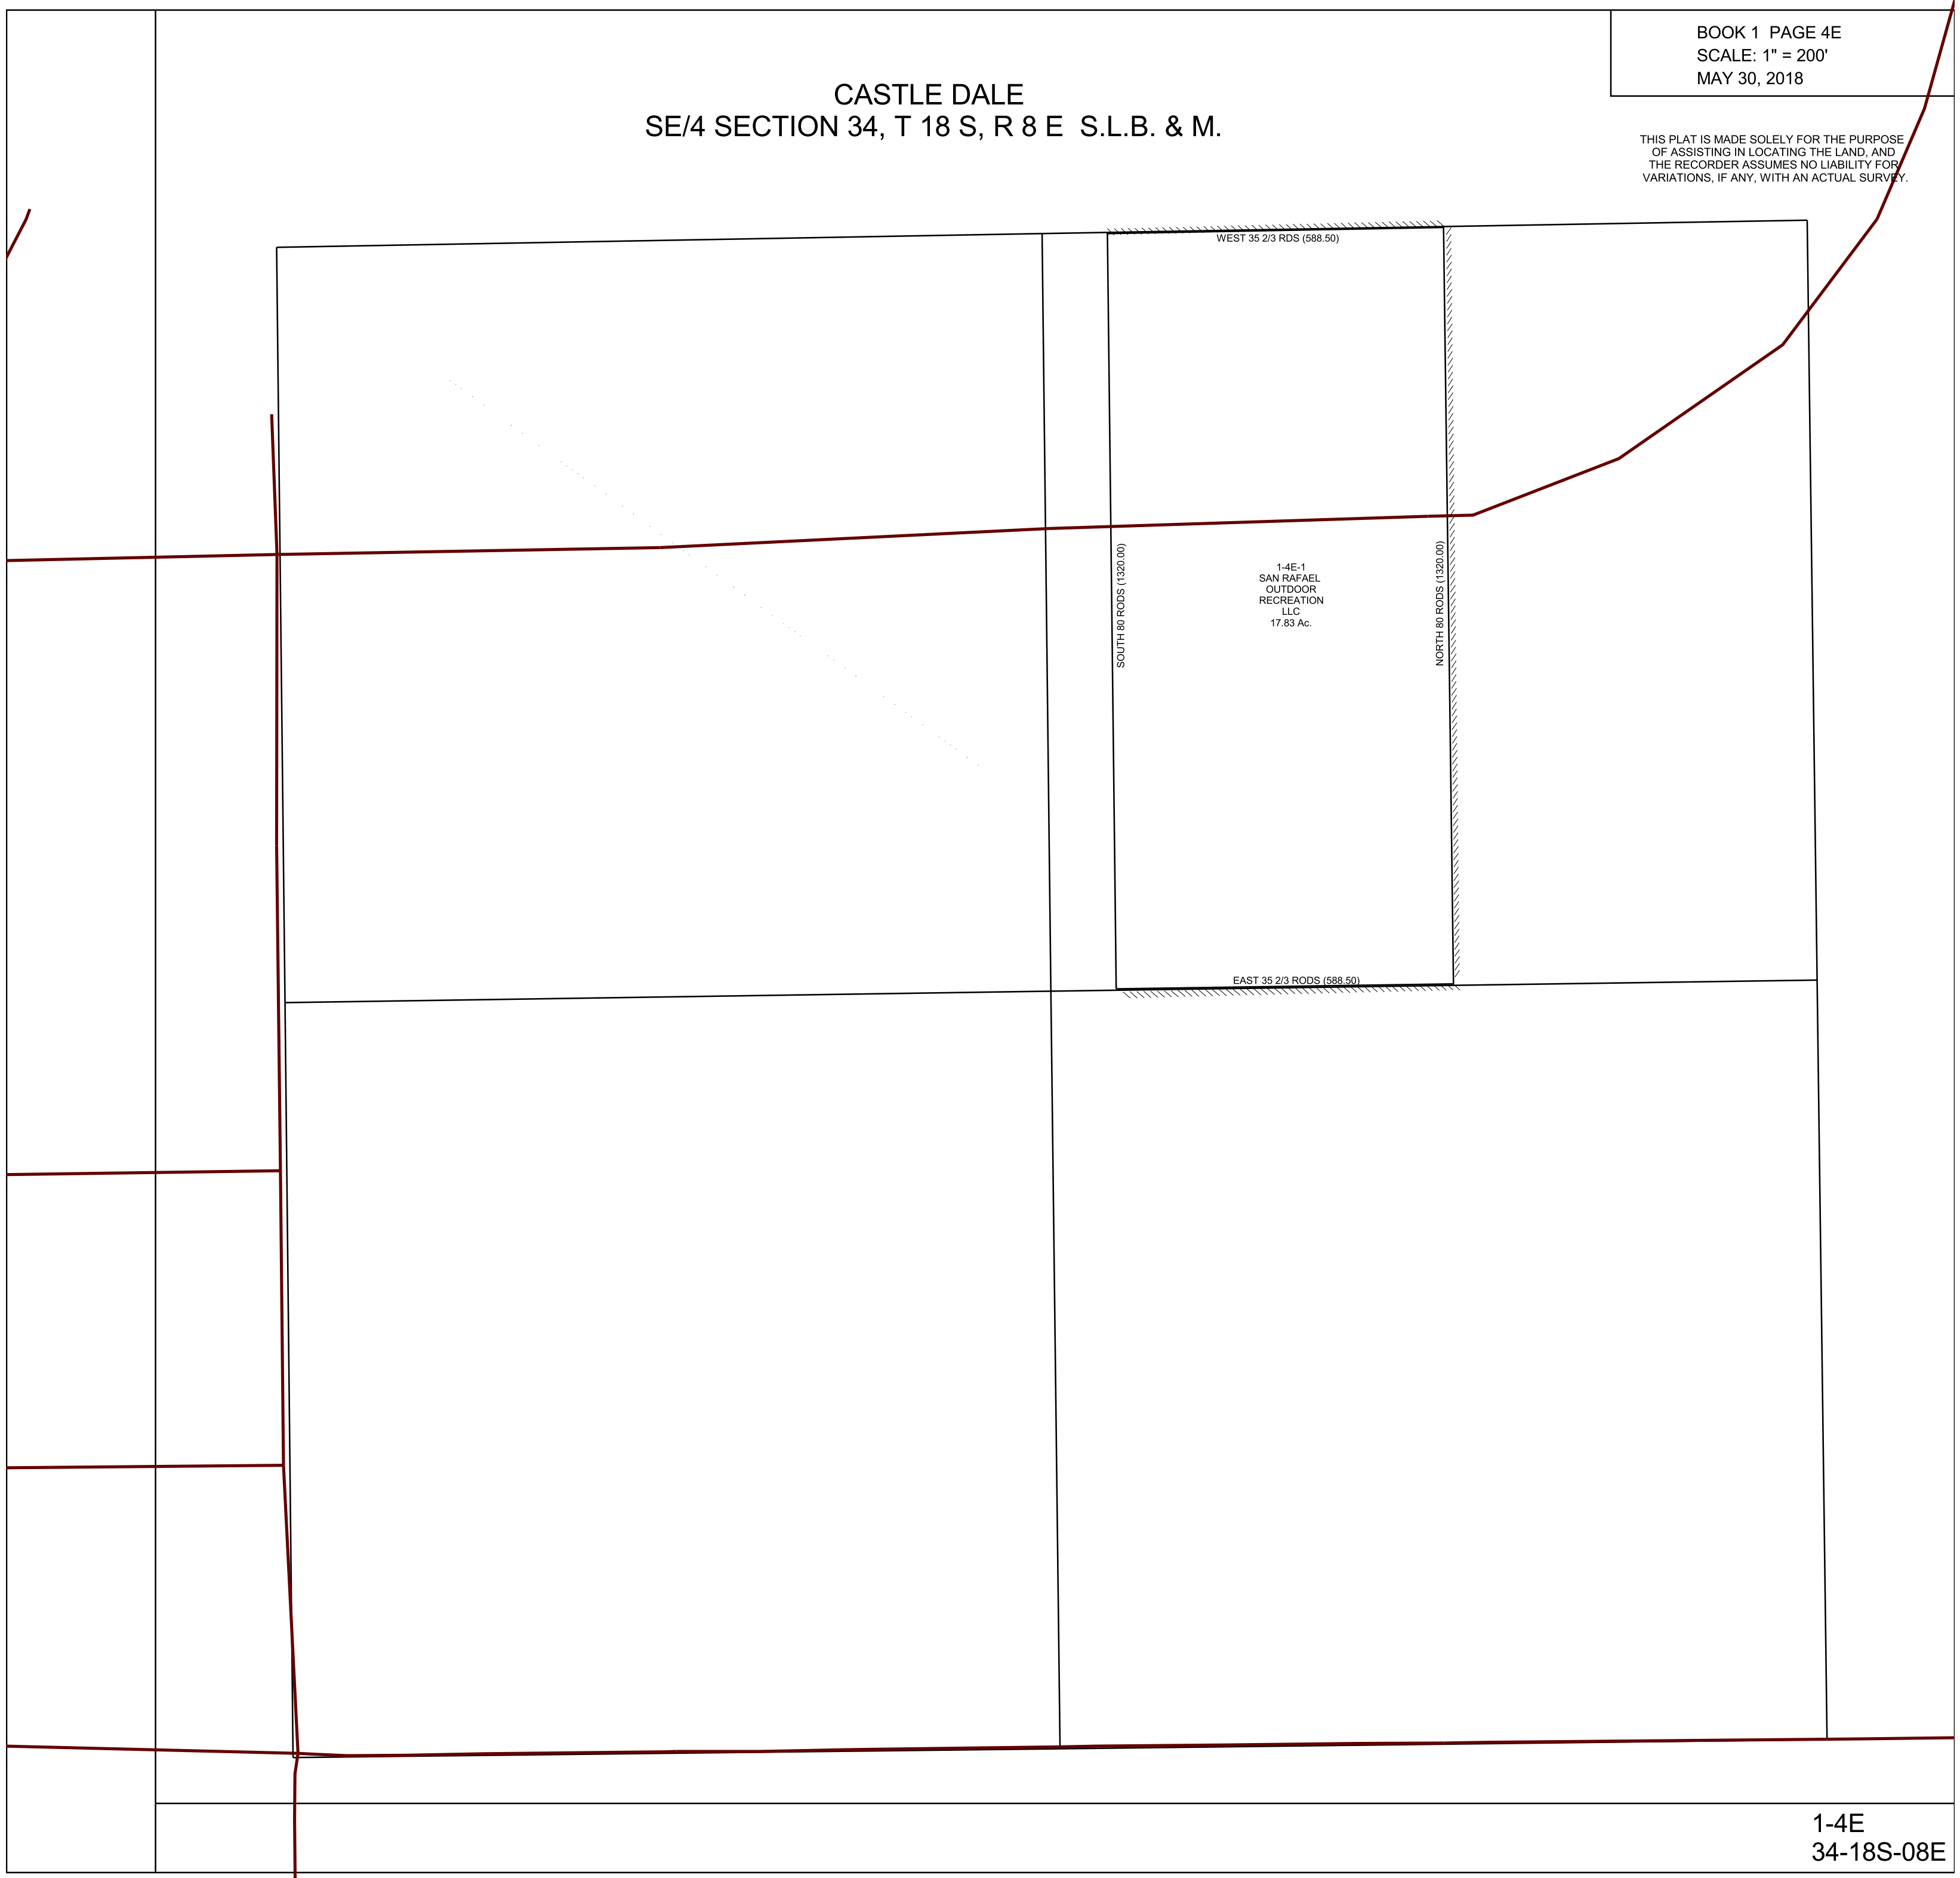 BOOK 1  PAGE 4E
SCALE: 1" = 200'
MAY 30, 2018
CASTLE DALE
SE/4 SECTION 34, T 18 S, R 8 E  S.L.B. & M.
THIS PLAT IS MADE SOLELY FOR THE PURPOSE
OF ASSISTING IN LOCATING THE LAND, AND
THE RECORDER ASSUMES NO LIABILITY FOR
VARIATIONS, IF ANY, WITH AN ACTUAL SURVEY.
WEST 35 2/3 RDS (588.50)
SOUTH 80 RODS (1320.00)
1-4E-1
SAN RAFAEL
OUTDOOR
RECREATION
LLC
17.83 Ac.
NORTH 80 RODS (1320.00)
EAST 35 2/3 RODS (588.50)
1-4E
34-18S-08E